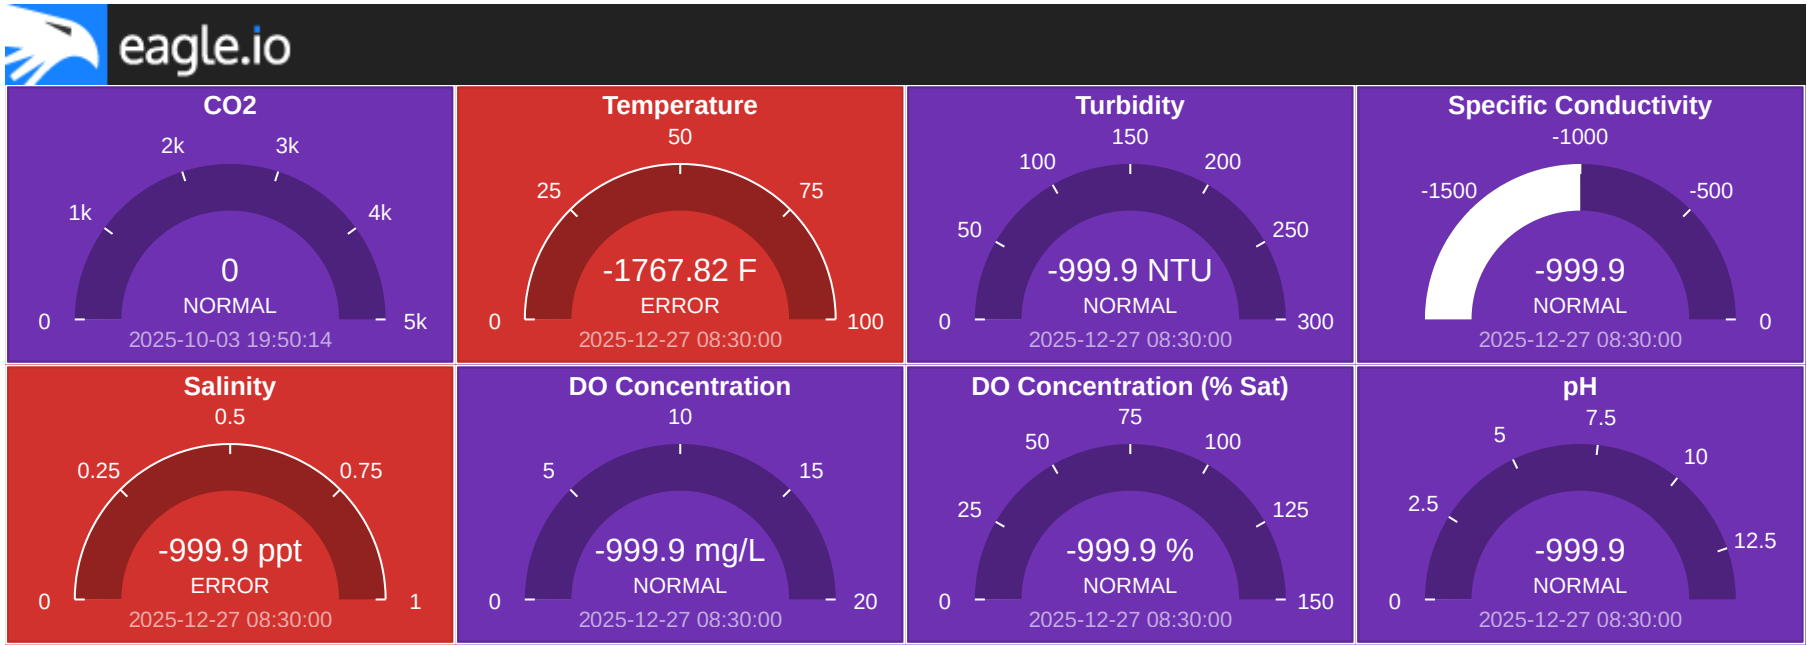 eagle.io
CO2
2k 3k
1k 4k
0
NORMAL
0 5k
2025-10-03 19:50:14
Temperature
50
25 75
-1767.82 F
ERROR
0 100
2025-12-27 08:30:00
Turbidity
150
100 200
50 250
-999.9 NTU
NORMAL
0 300
2025-12-27 08:30:00
Specific Conductivity
-1000
-1500 -500
-999.9
NORMAL
0
2025-12-27 08:30:00
Salinity
0.5
0.25 0.75
-999.9 ppt
ERROR
0 1
2025-12-27 08:30:00
DO Concentration
10
5 15
-999.9 mg/L
NORMAL
0 20
2025-12-27 08:30:00
DO Concentration (% Sat)
75
50 100
25 125
-999.9 %
NORMAL
0 150
2025-12-27 08:30:00
pH
7.5
5 10
2.5 12.5
-999.9
NORMAL
0
2025-12-27 08:30:00